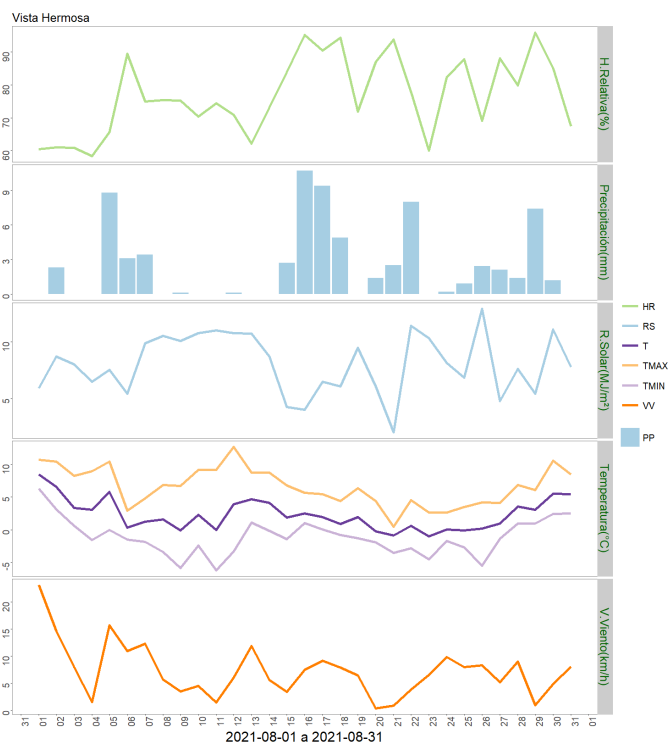 Vista Hermosa
90
80
70
60
H.Relativa(%)
9
6
3
0
Precipitación(mm)
10
5
R.Solar(MJ/m²)
10
5
0
-5
Temperatura(°C)
20
15
10
5
0
V.Viento(km/h)
HR
RS
T
TMAX
TMIN
VV
PP
31 01 02 03 04 05 06 07 08 09 10 11 12 13 14 15 16 17 18 19 20 21 22 23 24 25 26 27 28 29 30 31 01
2021-08-01 a 2021-08-31